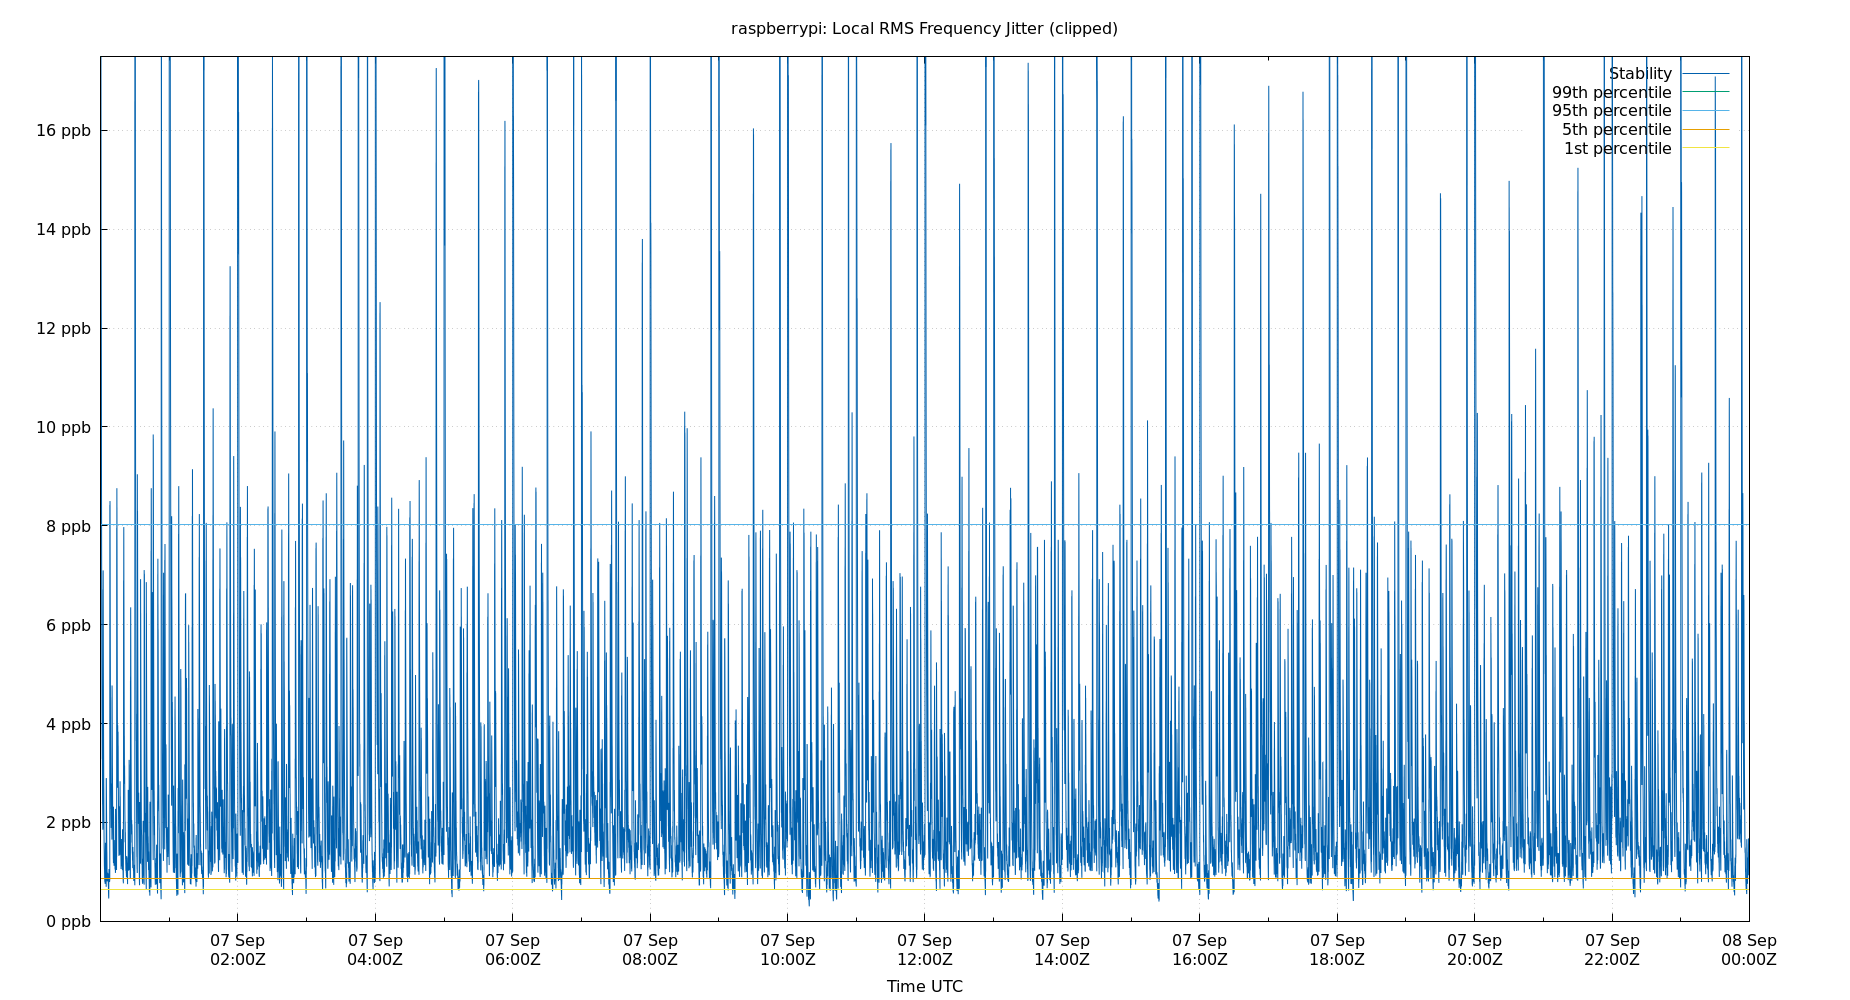 raspberrypi: Local RMS Frequency Jitter (clipped)
Stability
99th percentile
95th percentile
5th percentile
1st percentile
16 ppb
14 ppb
12 ppb
10 ppb
8 ppb
6 ppb
4 ppb
2 ppb
0 ppb
07 Sep 07 Sep 07 Sep 07 Sep 07 Sep 07 Sep 07 Sep 07 Sep 07 Sep 07 Sep 07 Sep 08 Sep
02:00Z 04:00Z 06:00Z 08:00Z 10:00Z 12:00Z 14:00Z 16:00Z 18:00Z 20:00Z 22:00Z 00:00Z
Time UTC